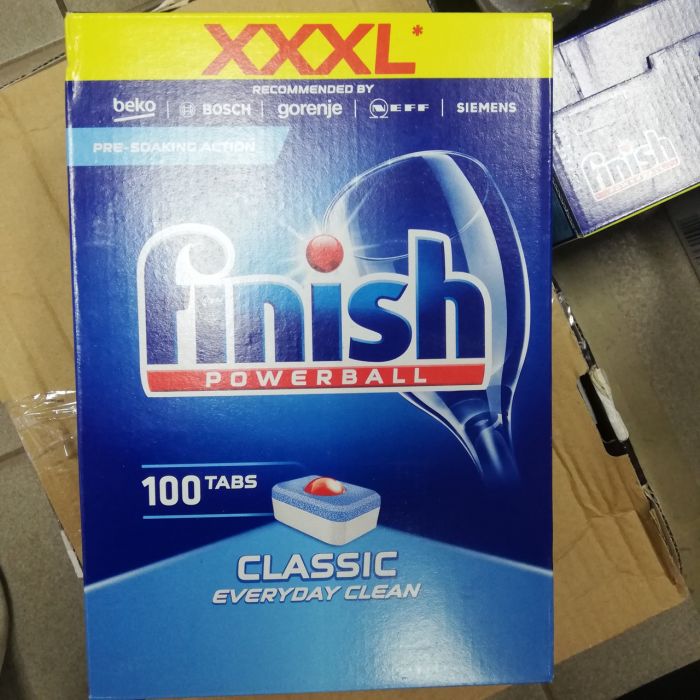 XXXL*
RECOMMENDED BY
beko | BOSCH | gorenje | NEFF | SIEMENS
PRE-SOAKING ACTION
finish
POWERBALL
100 TABS
CLASSIC
EVERYDAY CLEAN
finish